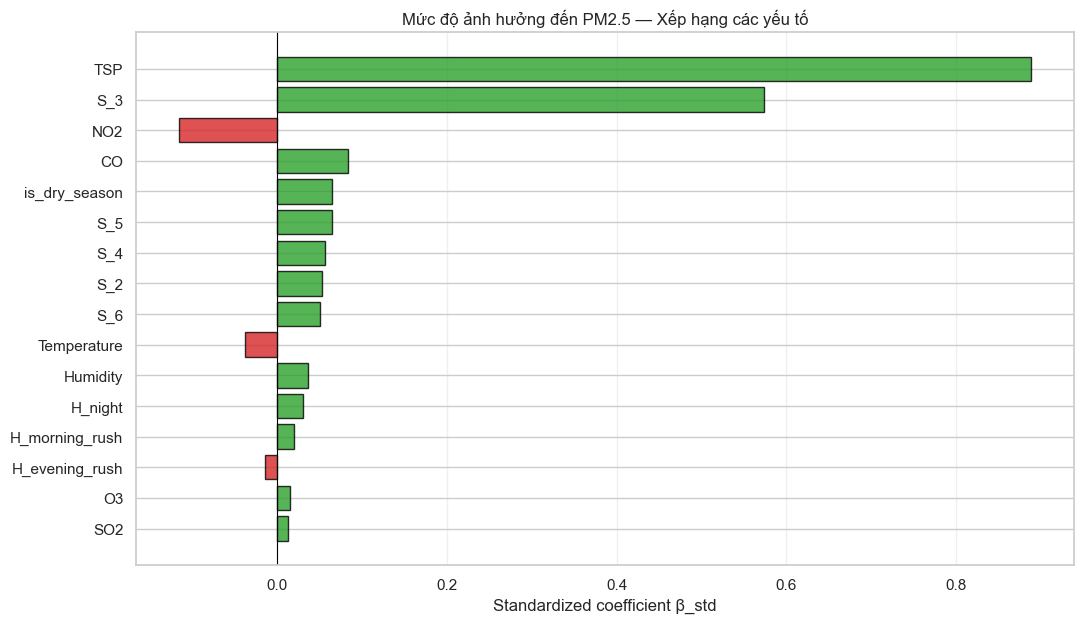 Mức độ ảnh hưởng đến PM2.5 — Xếp hạng các yếu tố
TSP
S_3
NO2
CO
is_dry_season
S_5
S_4
S_2
S_6
Temperature
Humidity
H_night
H_morning_rush
H_evening_rush
O3
SO2
0.0 0.2 0.4 0.6 0.8
Standardized coefficient β_std